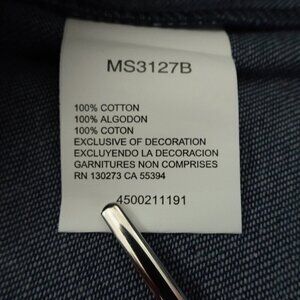 MS3127B
100% COTTON
100% ALGODON
100% COTON
EXCLUSIVE OF DECORATION
EXCLUYENDO LA DECORACION
GARNITURES NON COMPRISES
RN 130273 CA 55394
4500211191